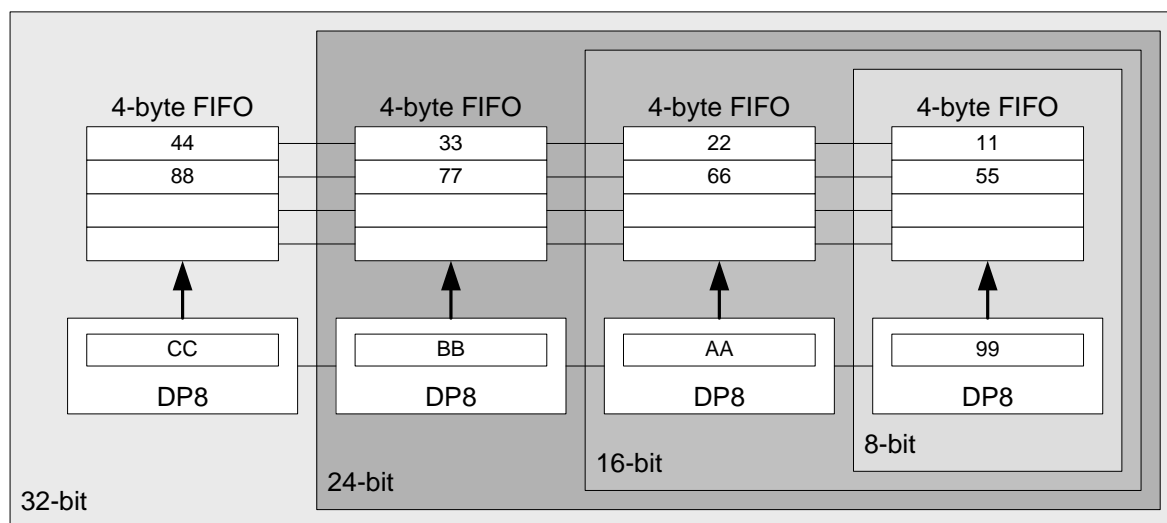 4-byte FIFO 4-byte FIFO 4-byte FIFO 4-byte FIFO
44 33 22 11
88 77 66 55
CC BB AA 99
DP8 DP8 DP8 DP8
8-bit
16-bit
24-bit
32-bit